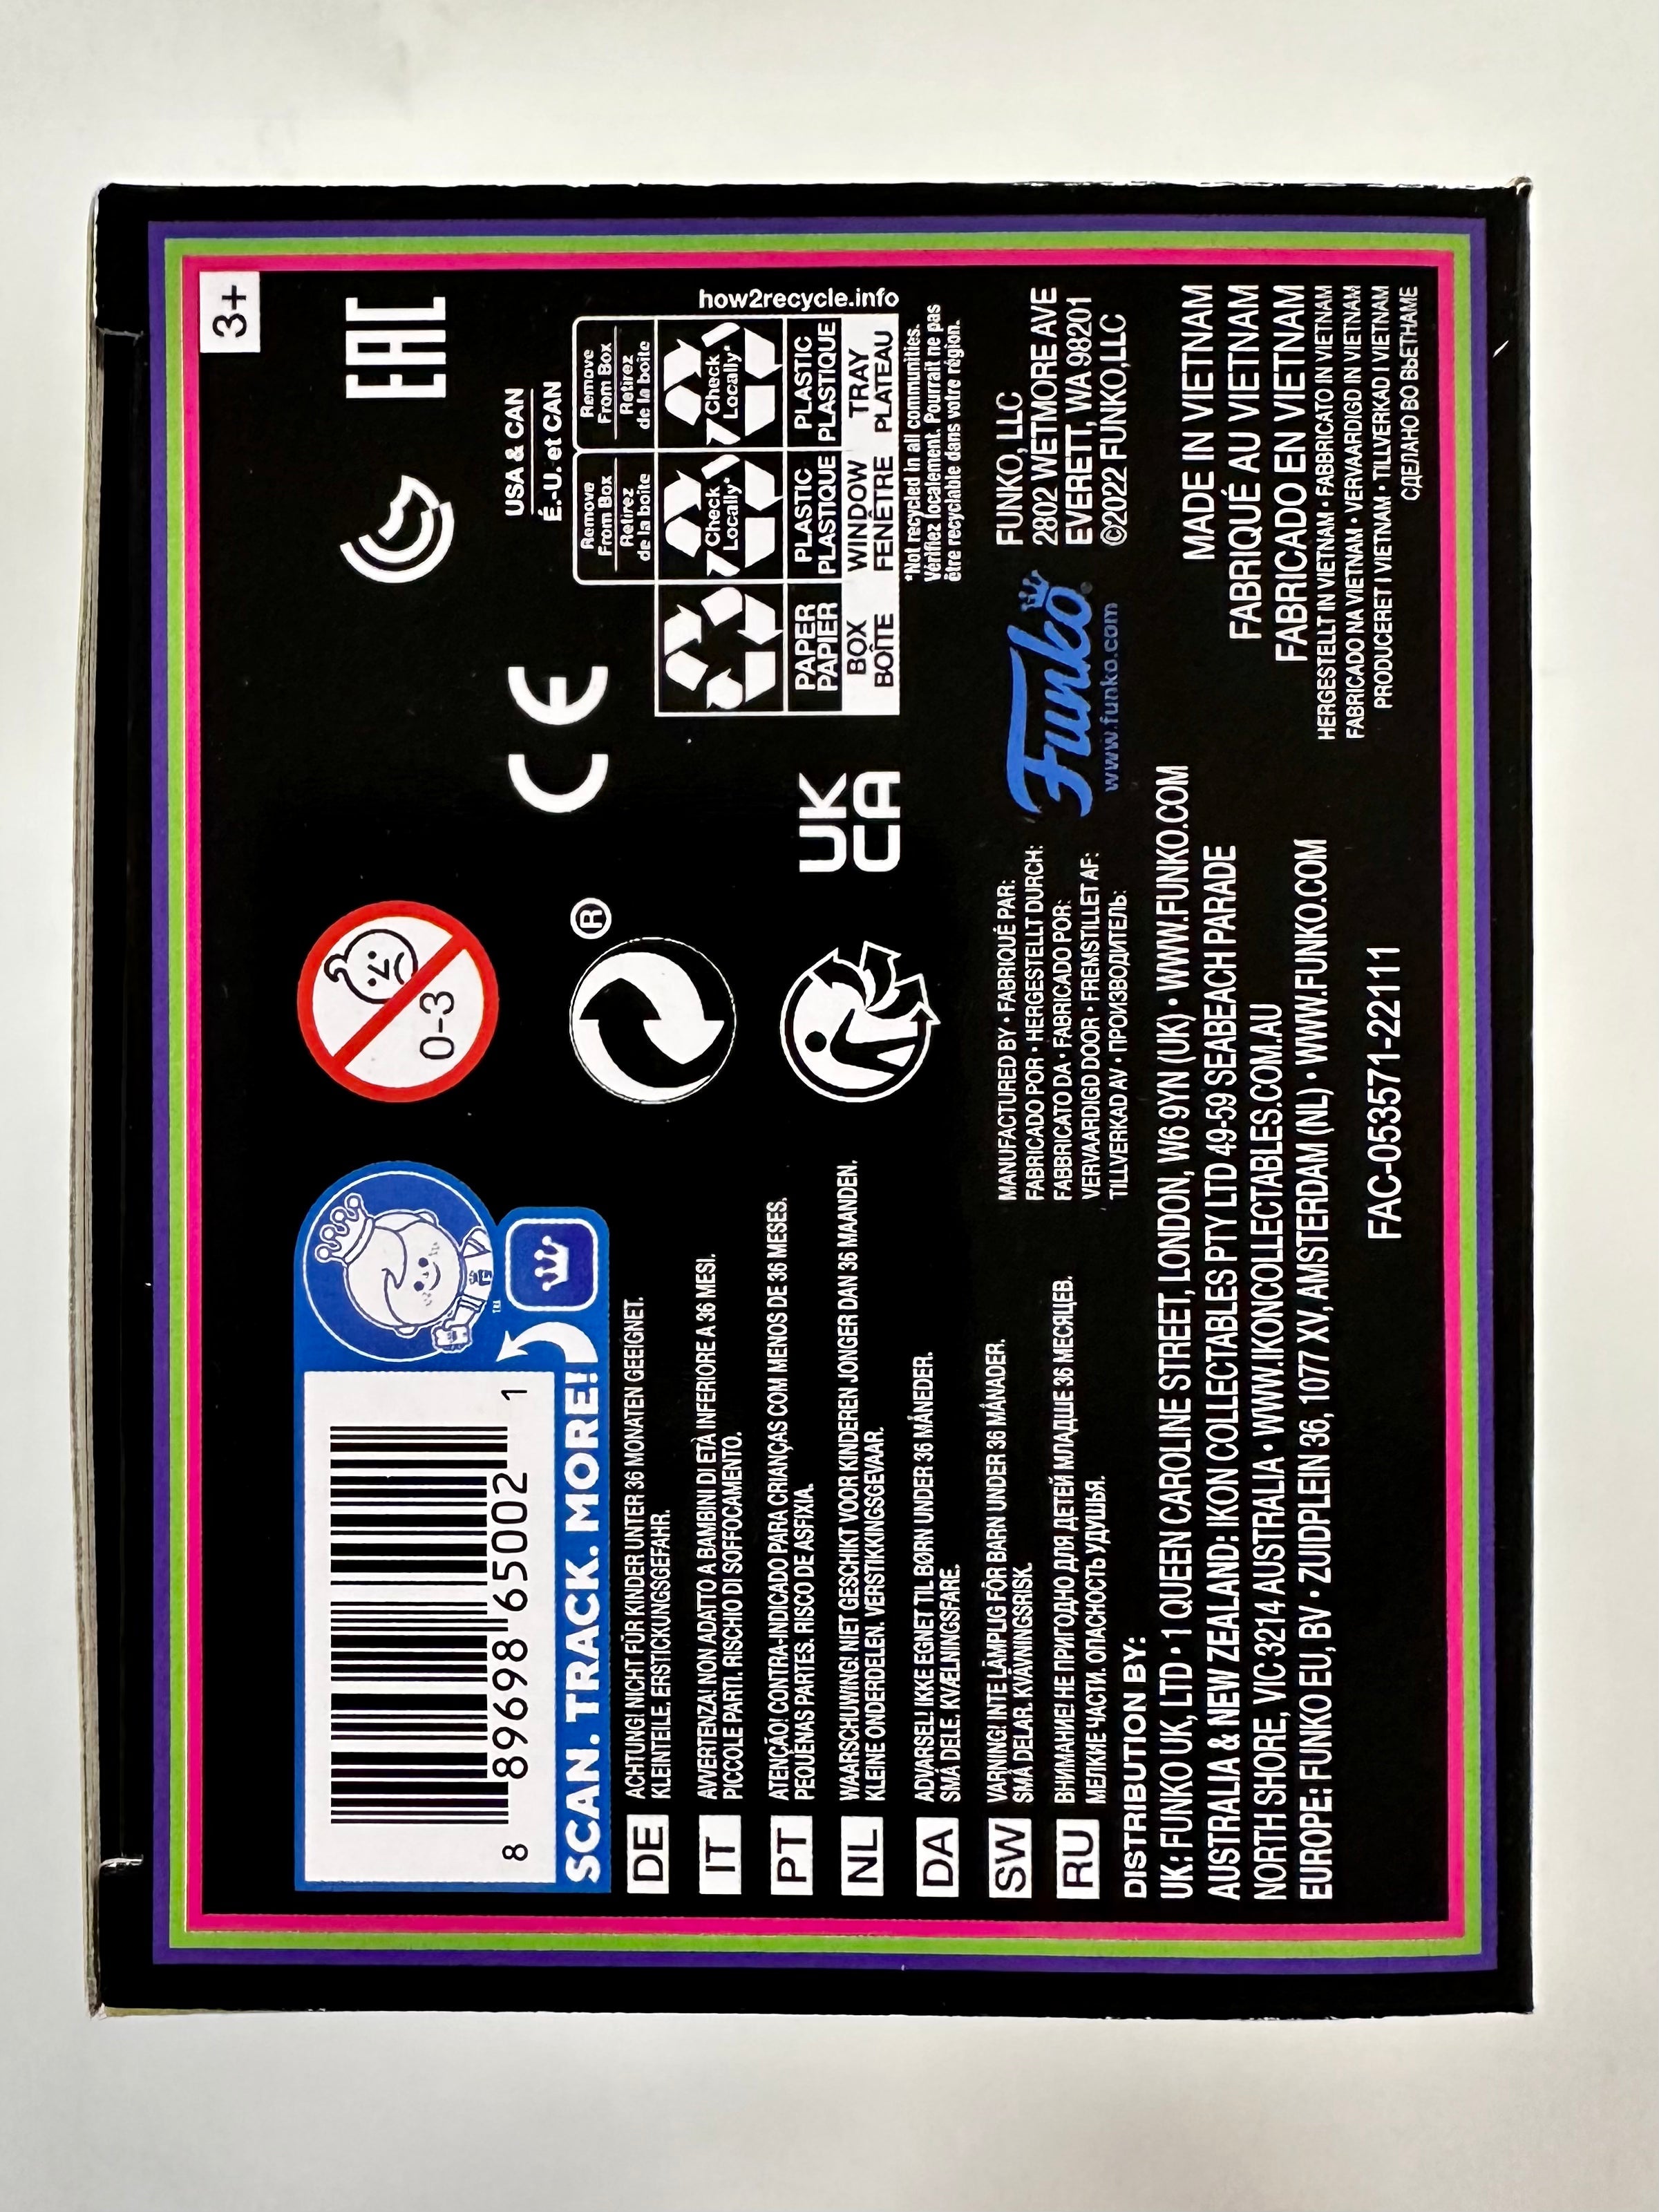 3+
8 89698 65002 1
SCAN. TRACK. MORE!
TM
0-3
EAC
CE
®
UK
CA
USA & CAN
É.-U. et CAN
Remove
From Box
Retirez
de la boîte
Remove
From Box
Retirez
de la boîte
Check
Locally*
Check
Locally*
PAPER
PAPIER
PLASTIC
PLASTIQUE
PLASTIC
PLASTIQUE
BOX
BOÎTE
WINDOW
FENÊTRE
TRAY
PLATEAU
how2recycle.info
*Not recycled in all communities.
Vérifiez localement. Pourrait ne pas
être recyclable dans votre région.
DE ACHTUNG! NICHT FÜR KINDER UNTER 36 MONATEN GEEIGNET.
KLEINTEILE. ERSTICKUNGSGEFAHR.
IT AVVERTENZA! NON ADATTO A BAMBINI DI ETÀ INFERIORE A 36 MESI.
PICCOLE PARTI. RISCHIO DI SOFFOCAMENTO.
PT ATENÇÃO! CONTRA-INDICADO PARA CRIANÇAS COM MENOS DE 36 MESES.
PEQUENAS PARTES. RISCO DE ASFIXIA.
NL WAARSCHUWING! NIET GESCHIKT VOOR KINDEREN JONGER DAN 36 MAANDEN.
KLEINE ONDERDELEN. VERSTIKKINGSGEVAAR.
DA ADVARSEL! IKKE EGNET TIL BØRN UNDER 36 MÅNEDER.
SMÅ DELE. KVÆLNINGSFARE.
SW VARNING! INTE LÄMPLIG FÖR BARN UNDER 36 MÅNADER.
SMÅ DELAR. KVÄVNINGSRISK.
RU ВНИМАНИЕ! НЕ ПРИГОДНО ДЛЯ ДЕТЕЙ МЛАДШЕ 36 МЕСЯЦЕВ.
МЕЛКИЕ ЧАСТИ. ОПАСНОСТЬ УДУШЬЯ.
MANUFACTURED BY • FABRIQUÉ PAR:
FABRICADO POR • HERGESTELLT DURCH:
FABBRICATO DA • FABRICADO POR:
VERVAARDIGD DOOR • FREMSTILLET AF:
TILLVERKAD AV • ПРОИЗВОДИТЕЛЬ:
Funko®
www.funko.com
FUNKO, LLC
2802 WETMORE AVE
EVERETT, WA 98201
©2022 FUNKO,LLC
DISTRIBUTION BY:
UK: FUNKO UK, LTD • 1 QUEEN CAROLINE STREET, LONDON, W6 9YN (UK) • WWW.FUNKO.COM
AUSTRALIA & NEW ZEALAND: IKON COLLECTABLES PTY LTD 49-59 SEABEACH PARADE
NORTH SHORE, VIC 3214 AUSTRALIA • WWW.IKONCOLLECTABLES.COM.AU
EUROPE: FUNKO EU, BV • ZUIDPLEIN 36, 1077 XV, AMSTERDAM (NL) • WWW.FUNKO.COM
MADE IN VIETNAM
FABRIQUÉ AU VIETNAM
FABRICADO EN VIETNAM
HERGESTELLT IN VIETNAM • FABBRICATO IN VIETNAM
FABRICADO NA VIETNAM • VERVAARDIGD IN VIETNAM
PRODUCERET I VIETNAM • TILLVERKAD I VIETNAM
СДЕЛАНО ВО ВЬЕТНАМЕ
FAC-053571-22111